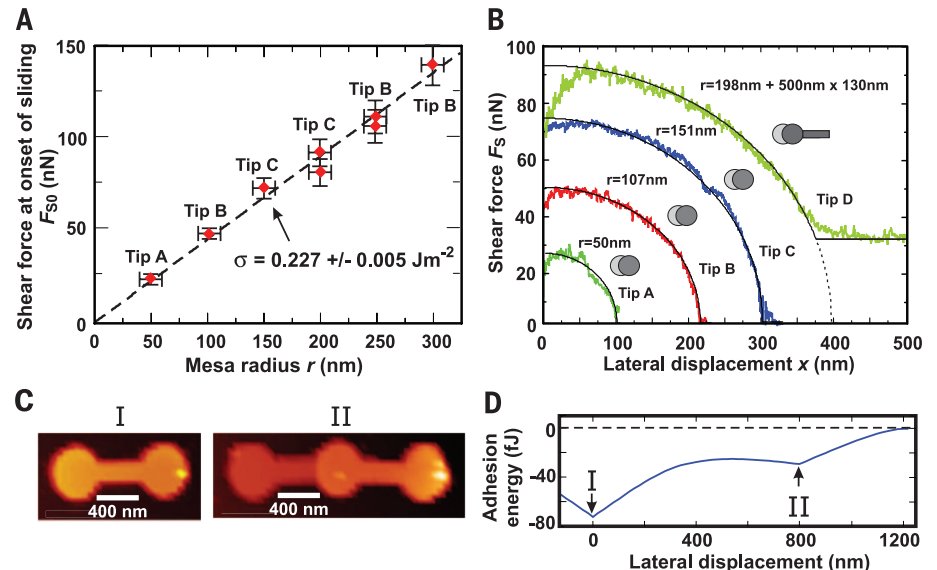 A
Shear force at onset of sliding
F_S0 (nN)
150
100
50
0
0 50 100 150 200 250 300
Mesa radius r (nm)
Tip A
Tip B
Tip C
Tip C
Tip B
Tip B
σ = 0.227 +/- 0.005 Jm⁻²
B
Shear force F_S (nN)
100
80
60
40
20
0
0 100 200 300 400 500
Lateral displacement x (nm)
r=198nm + 500nm x 130nm
r=151nm
r=107nm
r=50nm
Tip A
Tip B
Tip C
Tip D
C
I
II
400 nm
400 nm
D
Adhesion
energy (fJ)
0
-40
-80
I
II
0 400 800 1200
Lateral displacement (nm)